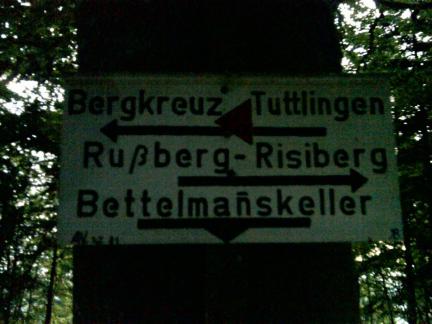 Bergkreuz Tuttlingen
Rußberg-Risiberg
Bettelmañskeller